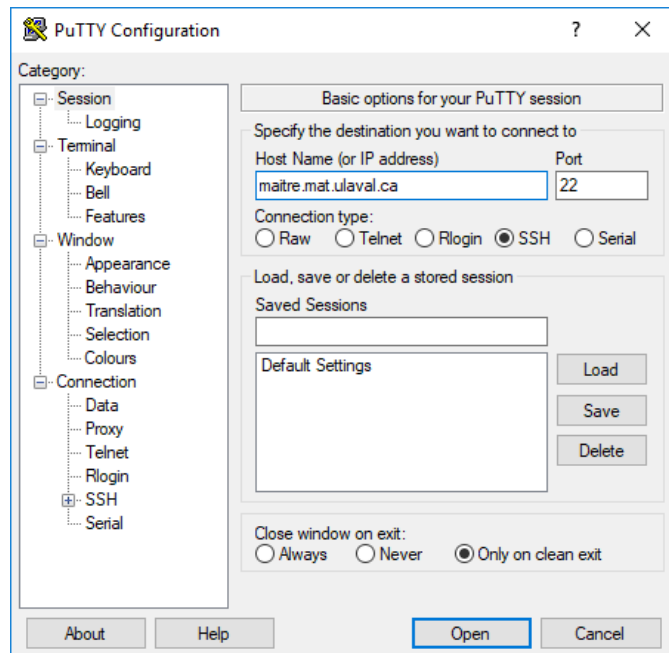 PuTTY Configuration
?
Category:
Session
Logging
Terminal
Keyboard
Bell
Features
Window
Appearance
Behaviour
Translation
Selection
Colours
Connection
Data
Proxy
Telnet
Rlogin
SSH
Serial
Basic options for your PuTTY session
Specify the destination you want to connect to
Host Name (or IP address) Port
maitre.mat.ulaval.ca 22
Connection type:
Raw Telnet Rlogin SSH Serial
Load, save or delete a stored session
Saved Sessions
Default Settings
Load
Save
Delete
Close window on exit:
Always Never Only on clean exit
About Help Open Cancel